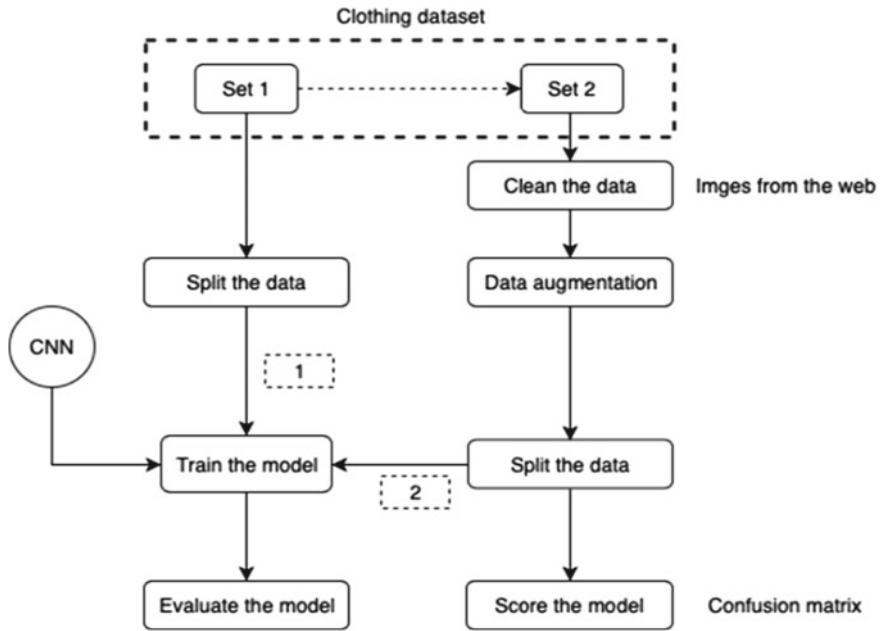 Clothing dataset
Set 1
Set 2
Clean the data
Imges from the web
Split the data
Data augmentation
CNN
1
Train the model
Split the data
2
Evaluate the model
Score the model
Confusion matrix